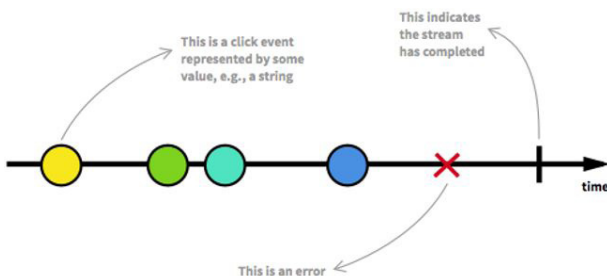 This is a click event
represented by some
value, e.g., a string
This indicates
the stream
has completed
time
This is an error